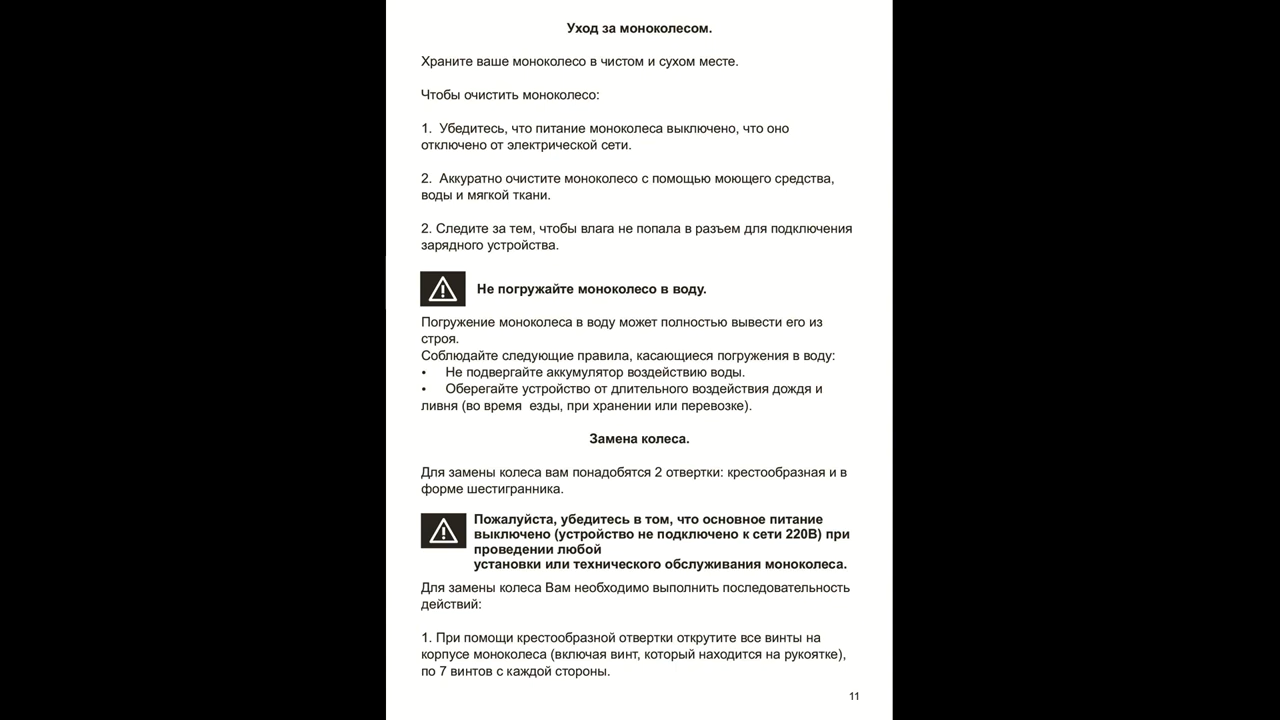 Уход за моноколесом.
Храните ваше моноколесо в чистом и сухом месте.
Чтобы очистить моноколесо:
1.  Убедитесь, что питание моноколеса выключено, что оно
отключено от электрической сети.
2.  Аккуратно очистите моноколесо с помощью моющего средства,
воды и мягкой ткани.
2. Следите за тем, чтобы влага не попала в разъем для подключения
зарядного устройства.
Не погружайте моноколесо в воду.
Погружение моноколеса в воду может полностью вывести его из
строя.
Соблюдайте следующие правила, касающиеся погружения в воду:
•	Не подвергайте аккумулятор воздействию воды.
•	Оберегайте устройство от длительного воздействия дождя и
ливня (во время  езды, при хранении или перевозке).
Замена колеса.
Для замены колеса вам понадобятся 2 отвертки: крестообразная и в
форме шестигранника.
Пожалуйста, убедитесь в том, что основное питание
выключено (устройство не подключено к сети 220В) при
проведении любой
установки или технического обслуживания моноколеса.
Для замены колеса Вам необходимо выполнить последовательность
действий:
1. При помощи крестообразной отвертки открутите все винты на
корпусе моноколеса (включая винт, который находится на рукоятке),
по 7 винтов с каждой стороны.
11